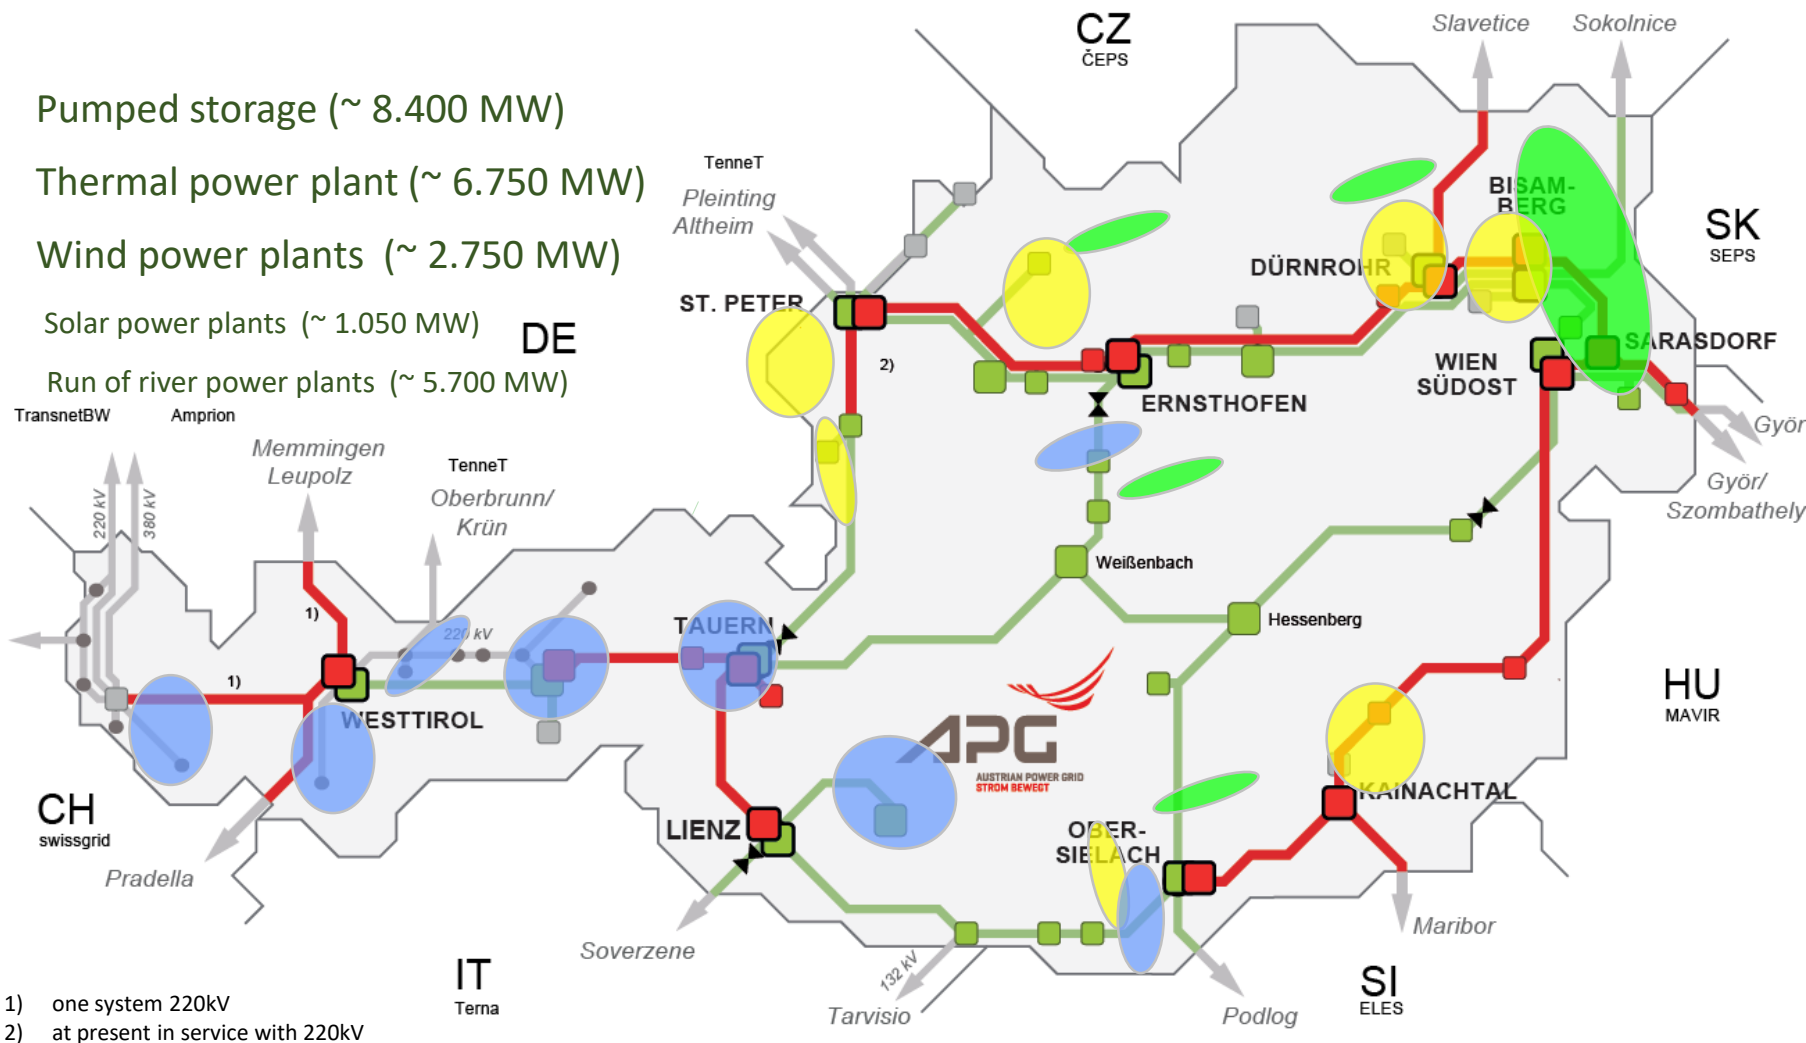 Pumped storage (~ 8.400 MW)
Thermal power plant (~ 6.750 MW)
Wind power plants (~ 2.750 MW)
Solar power plants (~ 1.050 MW)
Run of river power plants (~ 5.700 MW)
CZ
ČEPS
Slavetice
Sokolnice
TenneT
Pleinting
Altheim
DE
ST. PETER
2)
DÜRNROHR
BISAM-
BERG
SK
SEPS
WIEN
SÜDOST
SARASDORF
ERNSTHOFEN
Györ
Györ/
Szombathely
TransnetBW
Amprion
Memmingen
Leupolz
TenneT
Oberbrunn/
Krün
220 kV
380 kV
1)
220 kV
1)
WESTTIROL
TAUERN
Weißenbach
Hessenberg
HU
MAVIR
APG
AUSTRIAN POWER GRID
STROM BEWEGT
KAINACHTAL
CH
swissgrid
Pradella
LIENZ
OBER-
SIELACH
Soverzene
132 kV
Tarvisio
Podlog
Maribor
IT
Terna
SI
ELES
1) one system 220kV
2) at present in service with 220kV